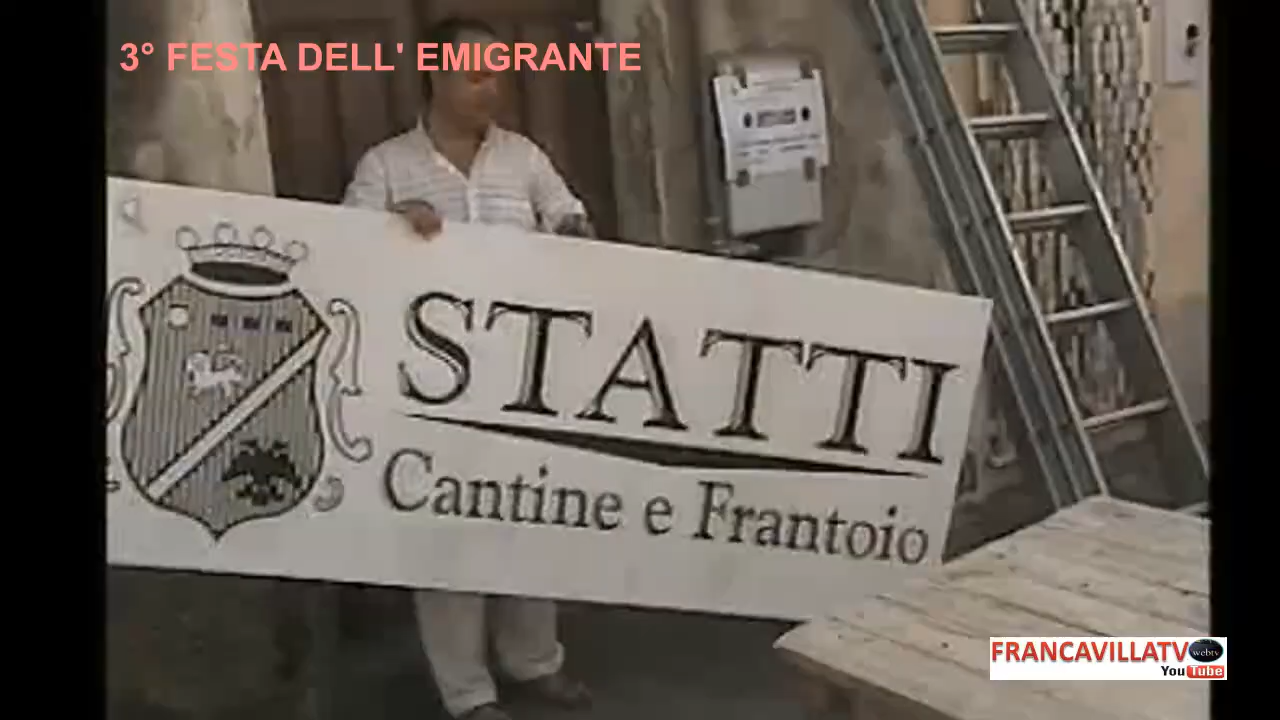 3° FESTA DELL' EMIGRANTE
STATTI
Cantine e Frantoio
FRANCAVILLATV
webtv
YouTube